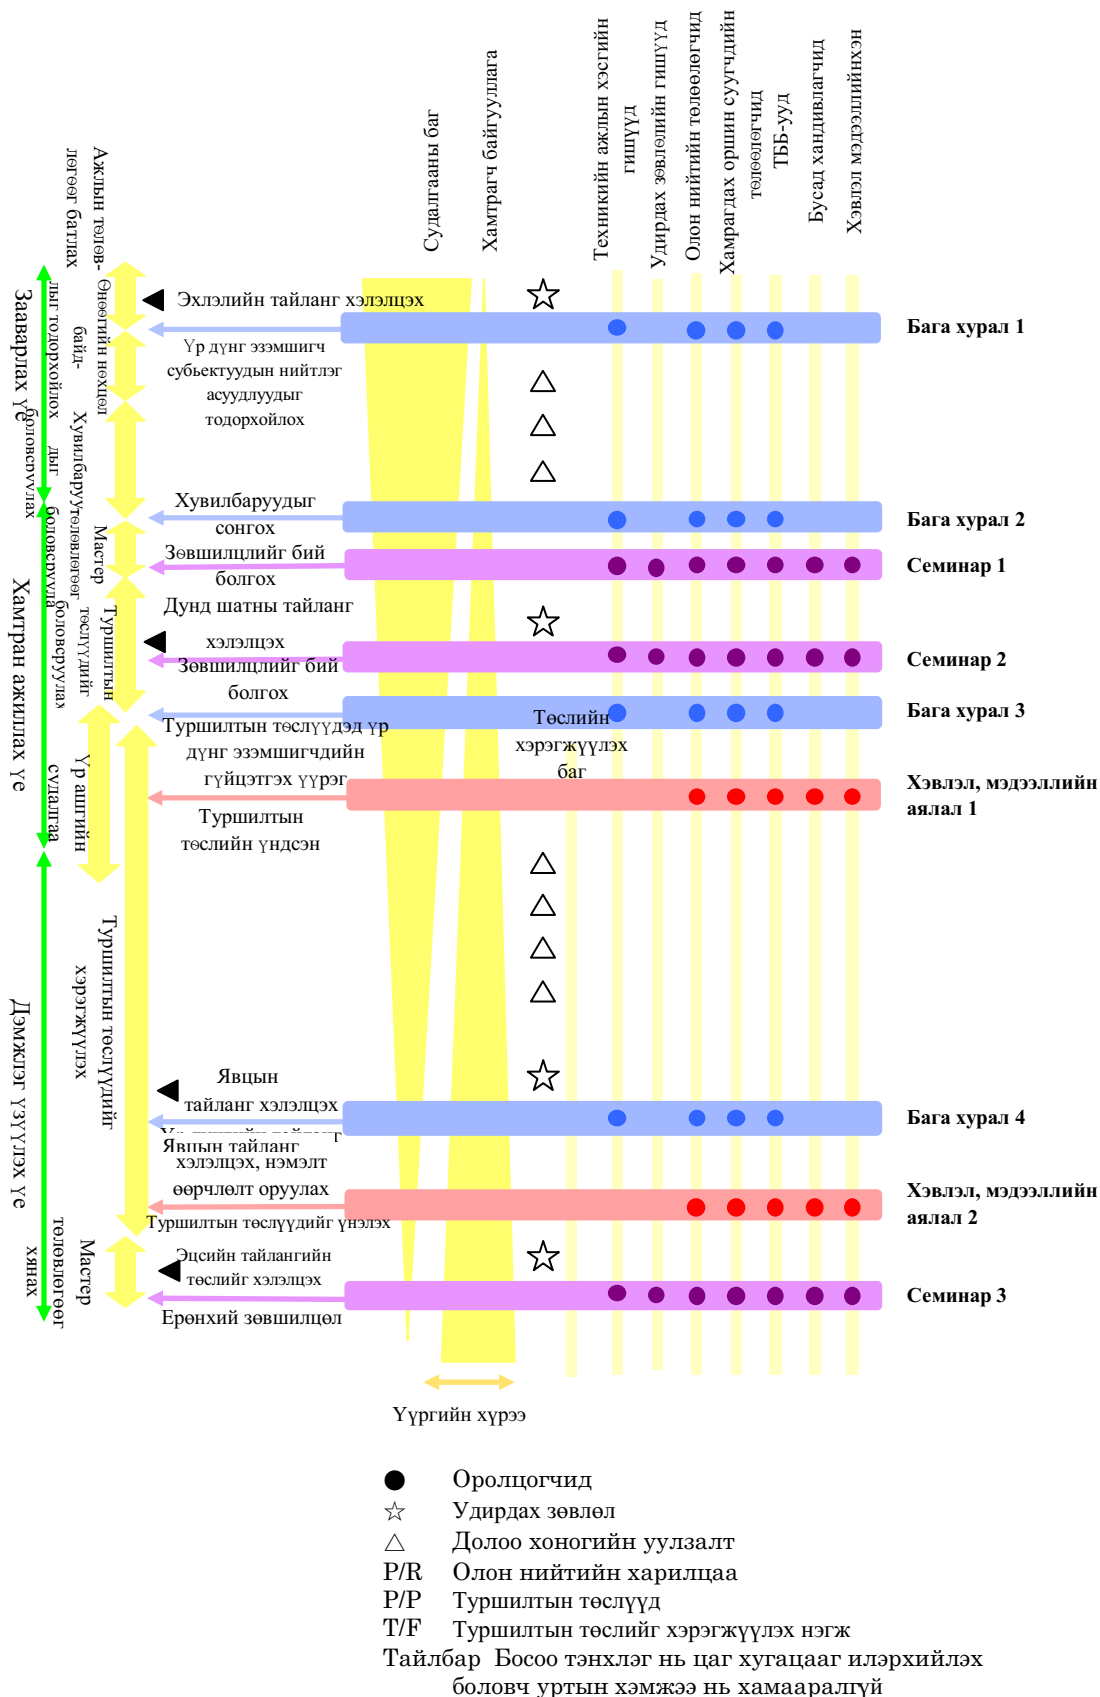 Судалгааны баг
Хамтрагч байгууллага
Техникийн ажлын хэсгийн
гишүүд
Удирдах зөвлөлийн гишүүд
Олон нийтийн төлөөлөгчид
Хамрагдах оршин суугчдийн
төлөөлөгчид
ТББ-ууд
Бусад хандивлагчид
Хэвлэл мэдээллийнхэн
Зааварлах үе
Хамтран ажиллах үе
Дэмжлэг үзүүлэх үе
Ажлын төлөв-
лөгөөг батлах
Өнөөгийн нөхцөл
байд-
лыг тодорхойлох
Хувилбаруу
дыг
боловсруулах
Мастер
төлөвлөгөөг
боловсруула
Туршилтын
төслүүдийг
боловсруулах
Үр ашгийн
судалгаа
Туршилтын төслүүдийг
хэрэгжүүлэх
Мастер
төлөвлөгөөг
хянах
Эхлэлийн тайланг хэлэлцэх
Бага хурал 1
Үр дүнг эзэмшигч
субьектуудын нийтлэг
асуудлуудыг
тодорхойлох
Хувилбаруудыг
сонгох
Бага хурал 2
Зөвшилцлийг бий
болгох
Семинар 1
Дунд шатны тайланг
хэлэлцэх
Зөвшилцлийг бий
болгох
Семинар 2
Бага хурал 3
Туршилтын төслүүдэд үр
дүнг эзэмшигчдийн
гүйцэтгэх үүрэг
Төслийн
хэрэгжүүлэх
баг
Туршилтын
төслийн үндсэн
Хэвлэл, мэдээллийн
аялал 1
Явцын
тайланг хэлэлцэх
Бага хурал 4
Явцын тайланг
хэлэлцэх, нэмэлт
өөрчлөлт оруулах
Хэвлэл, мэдээллийн
аялал 2
Туршилтын төслүүдийг үнэлэх
Эцсийн тайлангийн
төслийг хэлэлцэх
Семинар 3
Ерөнхий зөвшилцөл
Үүргийн хүрээ
Оролцогчид
Удирдах зөвлөл
Долоо хоногийн уулзалт
P/R Олон нийтийн харилцаа
P/P Туршилтын төслүүд
T/F Туршилтын төслийг хэрэгжүүлэх нэгж
Тайлбар Босоо тэнхлэг нь цаг хугацааг илэрхийлэх
боловч уртын хэмжээ нь хамааралгүй